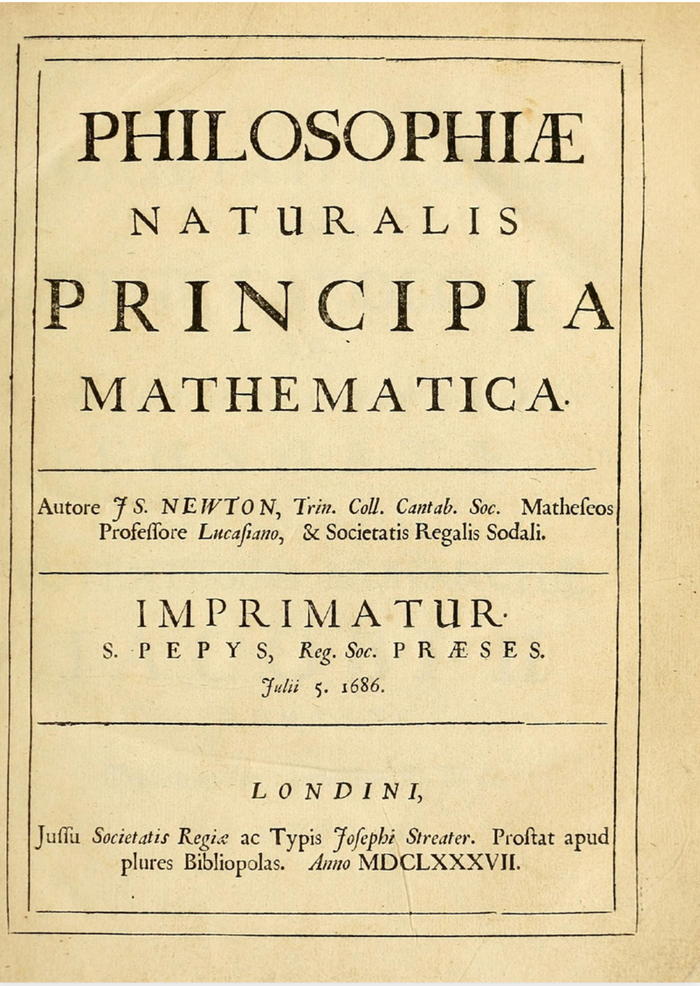 PHILOSOPHIÆ
NATURALIS
PRINCIPIA
MATHEMATICA.
Autore JS. NEWTON, Trin. Coll. Cantab. Soc. Matheſeos
Profeſſore Lucaſiano, & Societatis Regalis Sodali.
IMPRIMATUR.
S. PEPYS, Reg. Soc. PRÆSES.
Julii 5. 1686.
LONDINI,
Juſſu Societatis Regiæ ac Typis Joſephi Streater. Proſtat apud
plures Bibliopolas. Anno MDCLXXXVII.